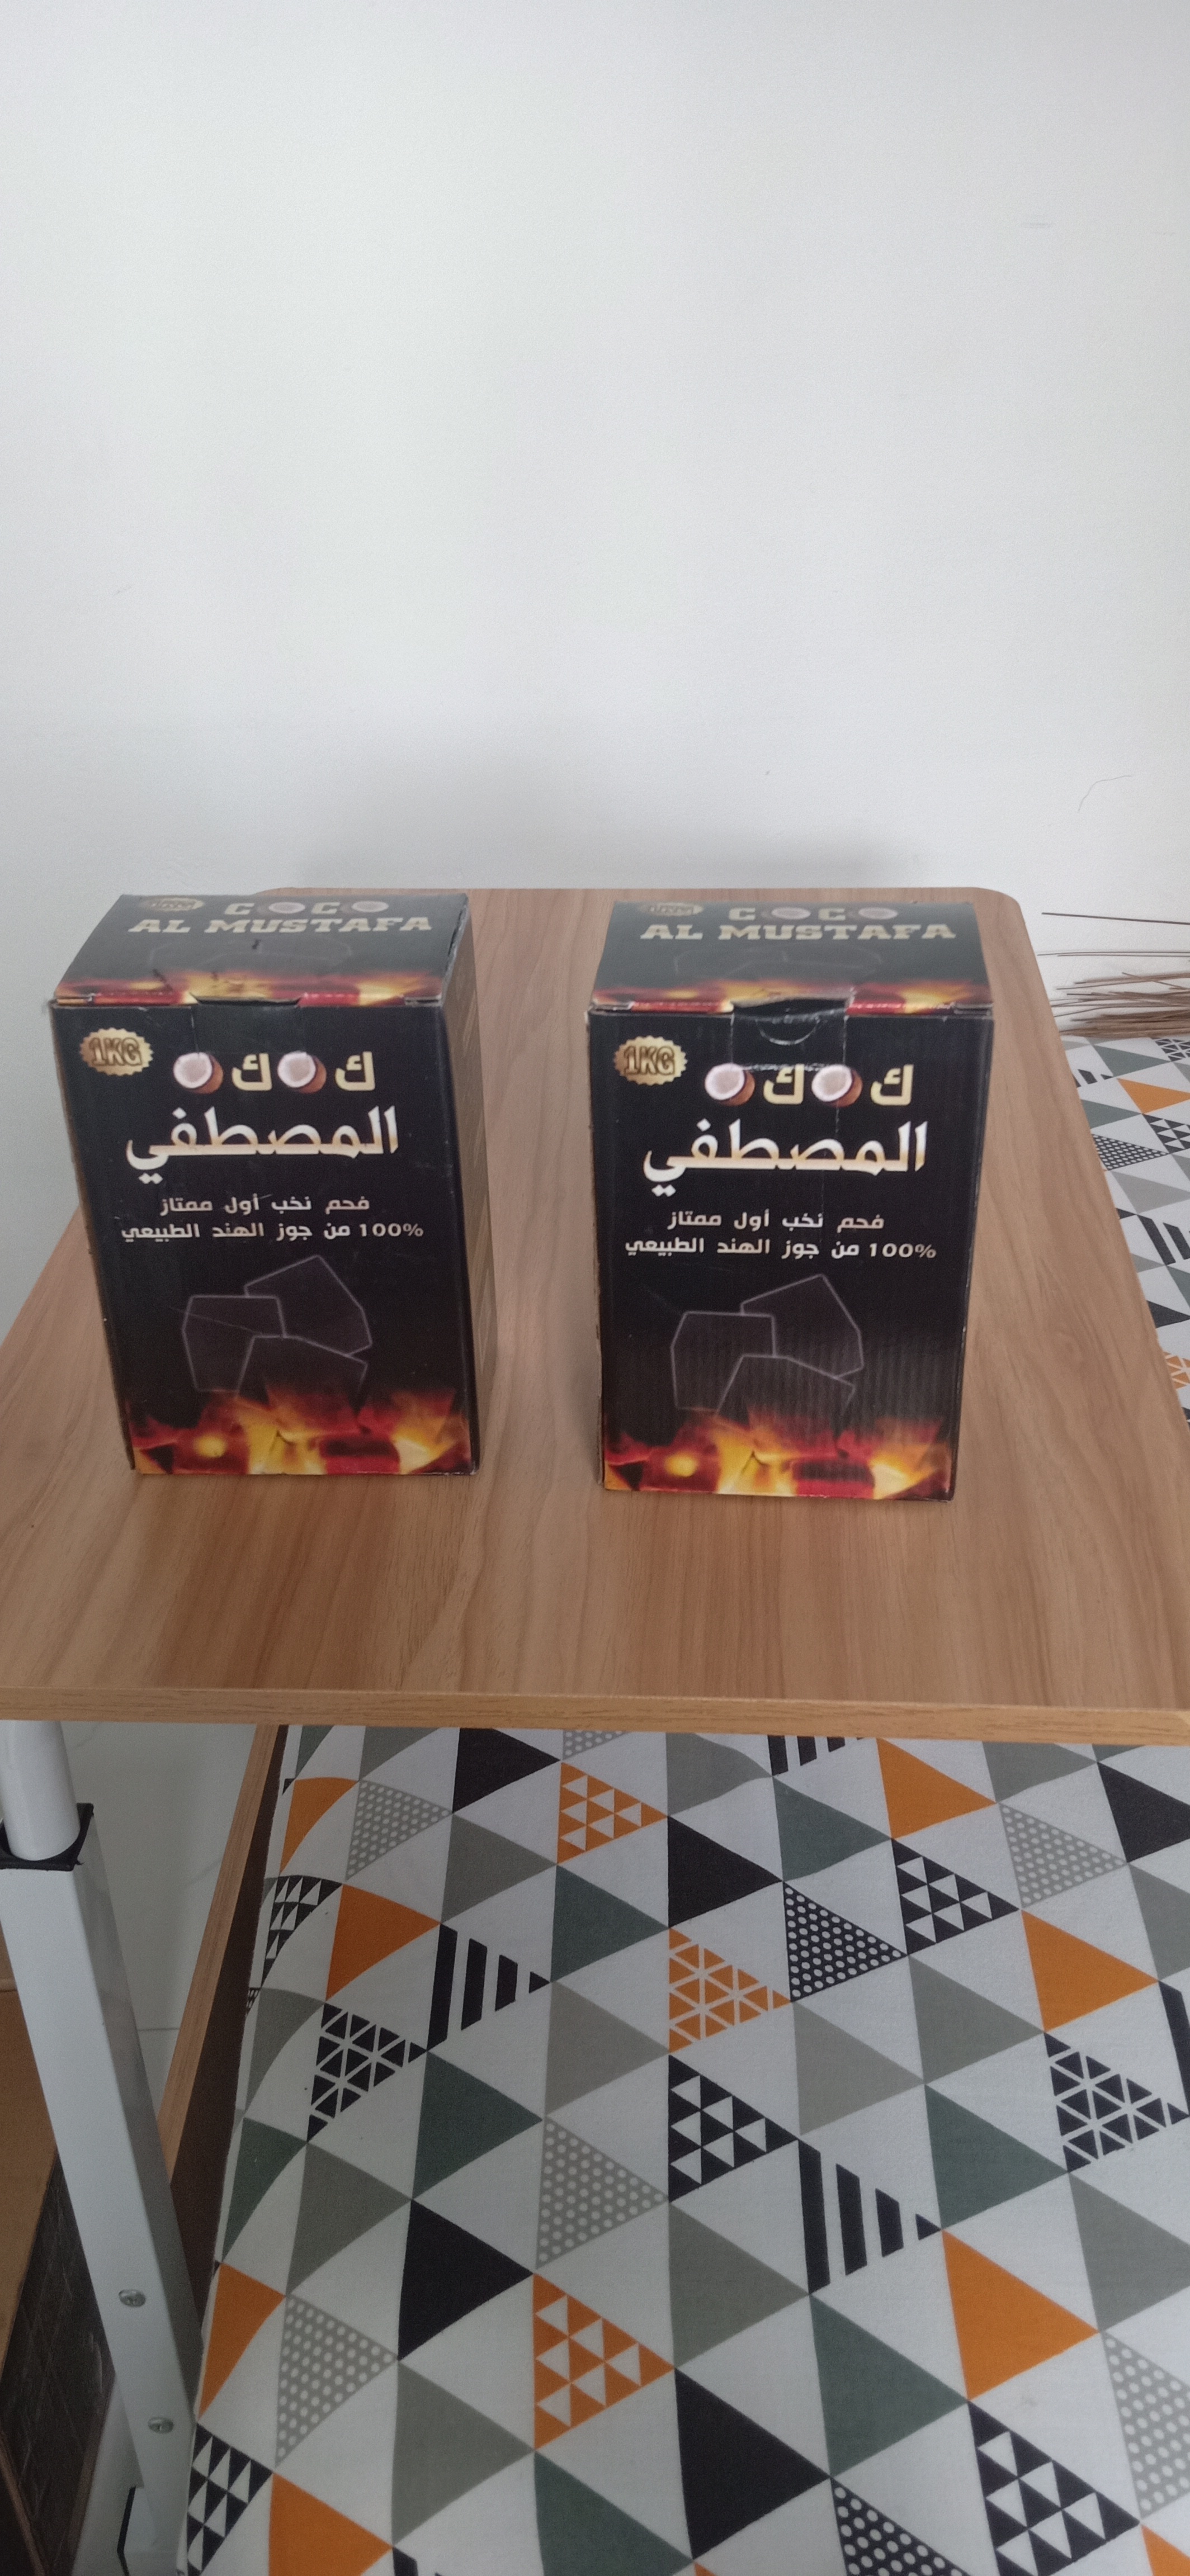 COCO
AL MUSTAFA
1KG
كوكو
المصطفي
فحم نخب أول ممتاز
100% من جوز الهند الطبيعي
COCO
AL MUSTAFA
1KG
كوكو
المصطفي
فحم نخب أول ممتاز
100% من جوز الهند الطبيعي